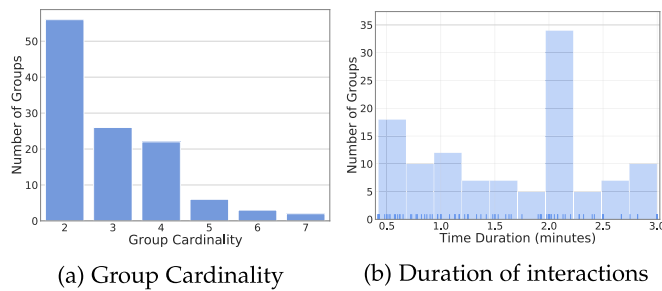 Number of Groups
50
40
30
20
10
0
2 3 4 5 6 7
Group Cardinality
(a) Group Cardinality
Number of Groups
35
30
25
20
15
10
5
0
0.5 1.0 1.5 2.0 2.5 3.0
Time Duration (minutes)
(b) Duration of interactions